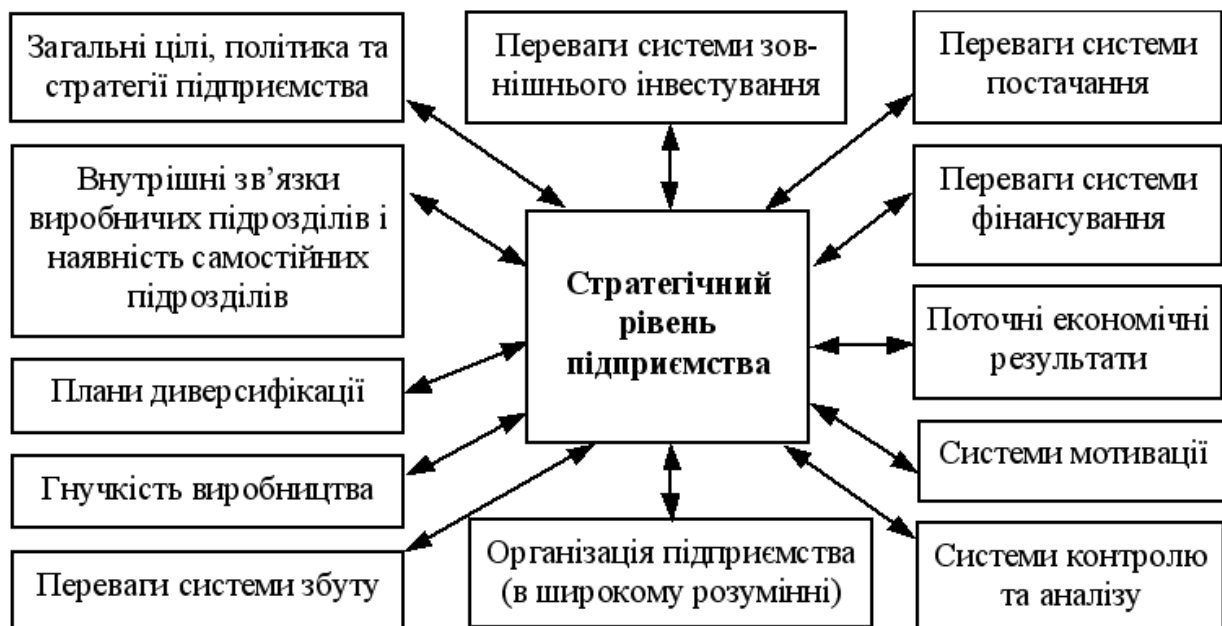 Загальні цілі, політика та
стратегії підприємства
Внутрішні зв’язки
виробничих підрозділів і
наявність самостійних
підрозділів
Плани диверсифікації
Гнучкість виробництва
Переваги системи збуту
Переваги системи зов-
нішнього інвестування
Стратегічний
рівень
підприємства
Організація підприємства
(в широкому розумінні)
Переваги системи
постачання
Переваги системи
фінансування
Поточні економічні
результати
Системи мотивації
Системи контролю
та аналізу